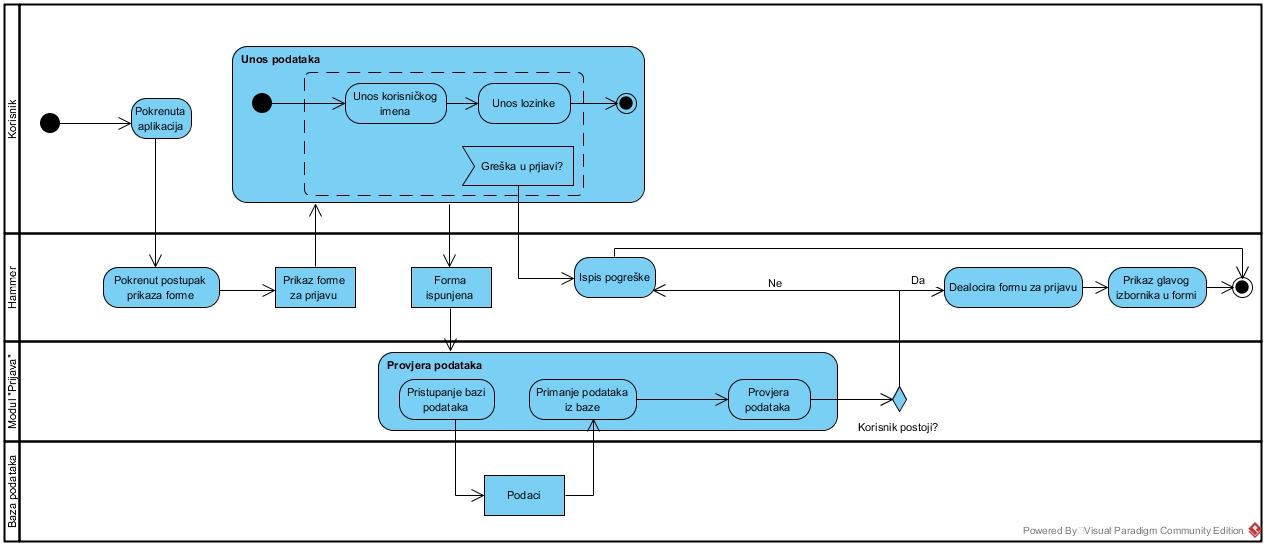 Korisnik
Unos podataka
Pokrenuta
aplikacija
Unos korisničkog
imena
Unos lozinke
Greška u prjiavi?
Hammer
Pokrenut postupak
prikaza forme
Prikaz forme
za prijavu
Forma
ispunjena
Ispis pogreške
Ne
Da
Dealocira formu za prijavu
Prikaz glavog
izbornika u formi
Modul "Prijava"
Provjera podataka
Pristupanje bazi
podataka
Primanje podataka
iz baze
Provjera
podataka
Korisnik postoji?
Baza podataka
Podaci
Powered By Visual Paradigm Community Edition